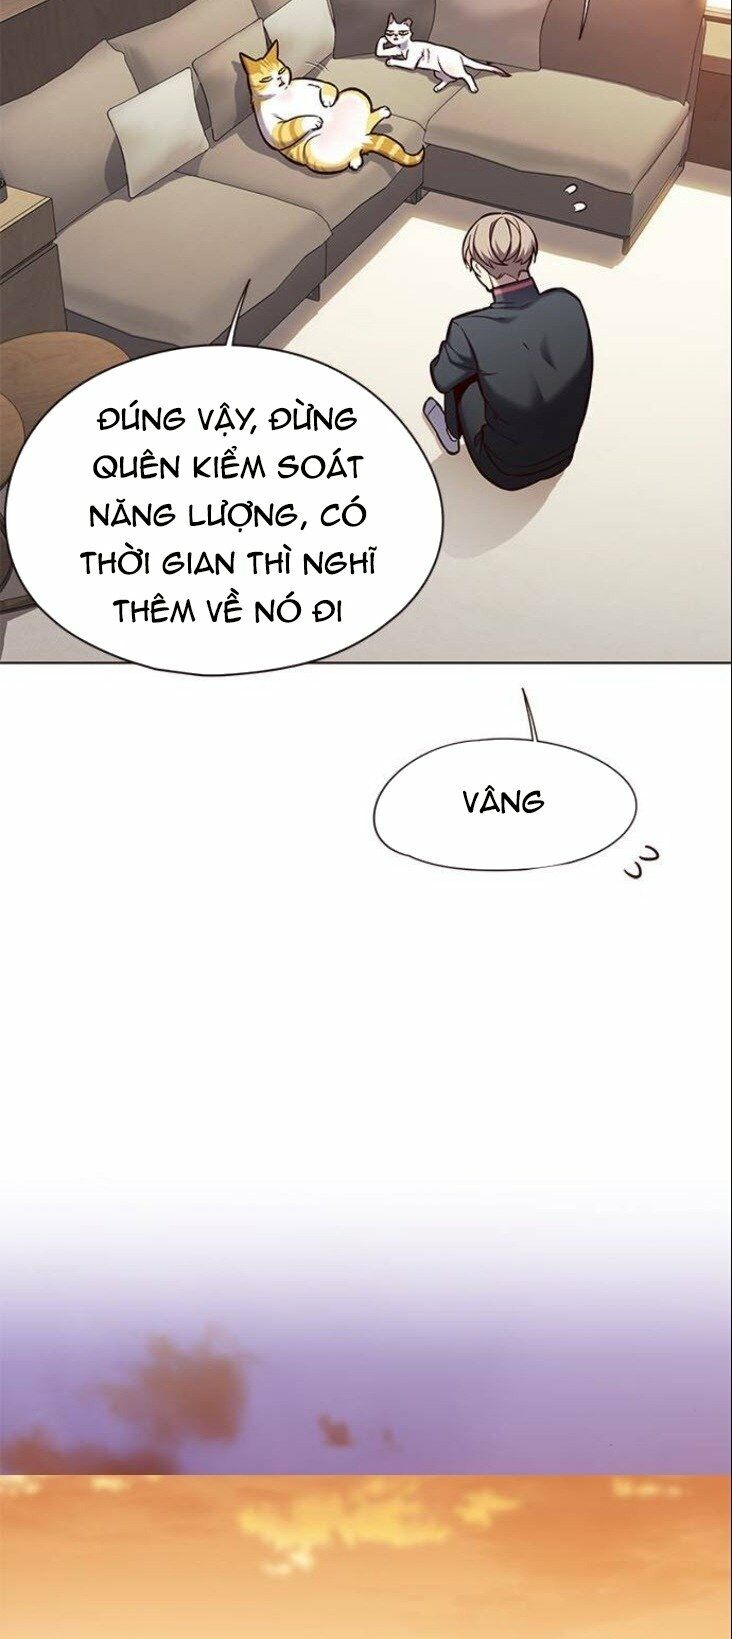 ĐÚNG VẬY, ĐỪNG
QUÊN KIỂM SOÁT
NĂNG LƯỢNG, CÓ
THỜI GIAN THÌ NGHĨ
THÊM VỀ NÓ ĐI
VÂNG